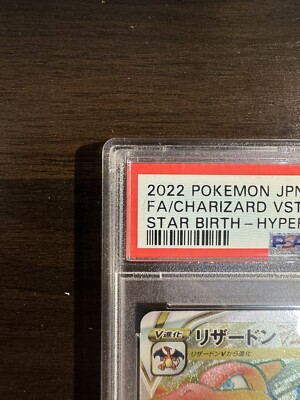 2022 POKEMON JPN
FA/CHARIZARD VST
STAR BIRTH-HYPER
PSA
V進化
リザードン
リザードンVから進化